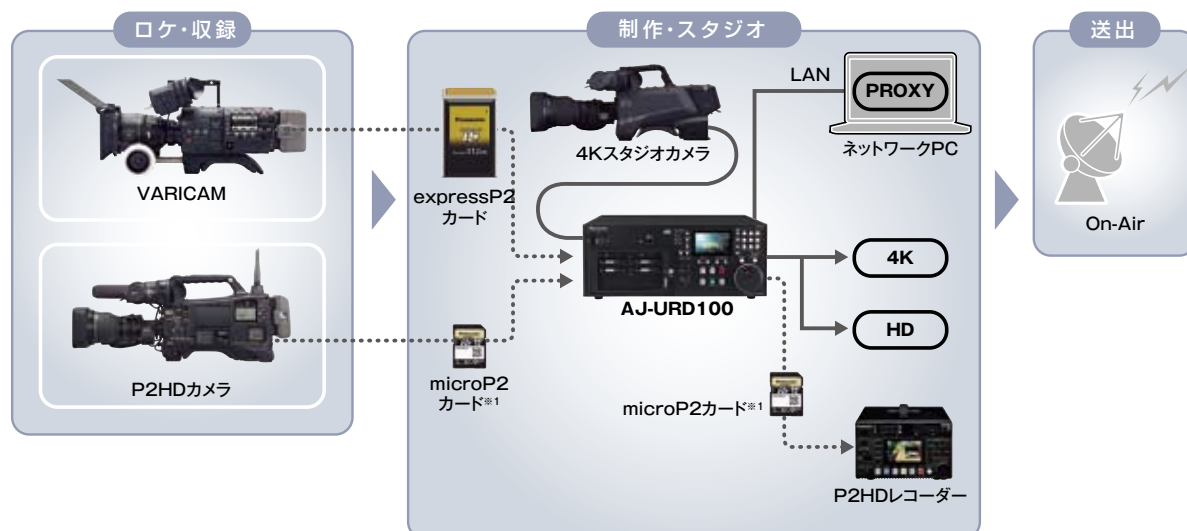 ロケ・収録
VARICAM
P2HDカメラ
制作・スタジオ
expressP2
カード
microP2
カード※1
4Kスタジオカメラ
LAN
PROXY
ネットワークPC
AJ-URD100
4K
HD
microP2カード※1
P2HDレコーダー
送出
On-Air